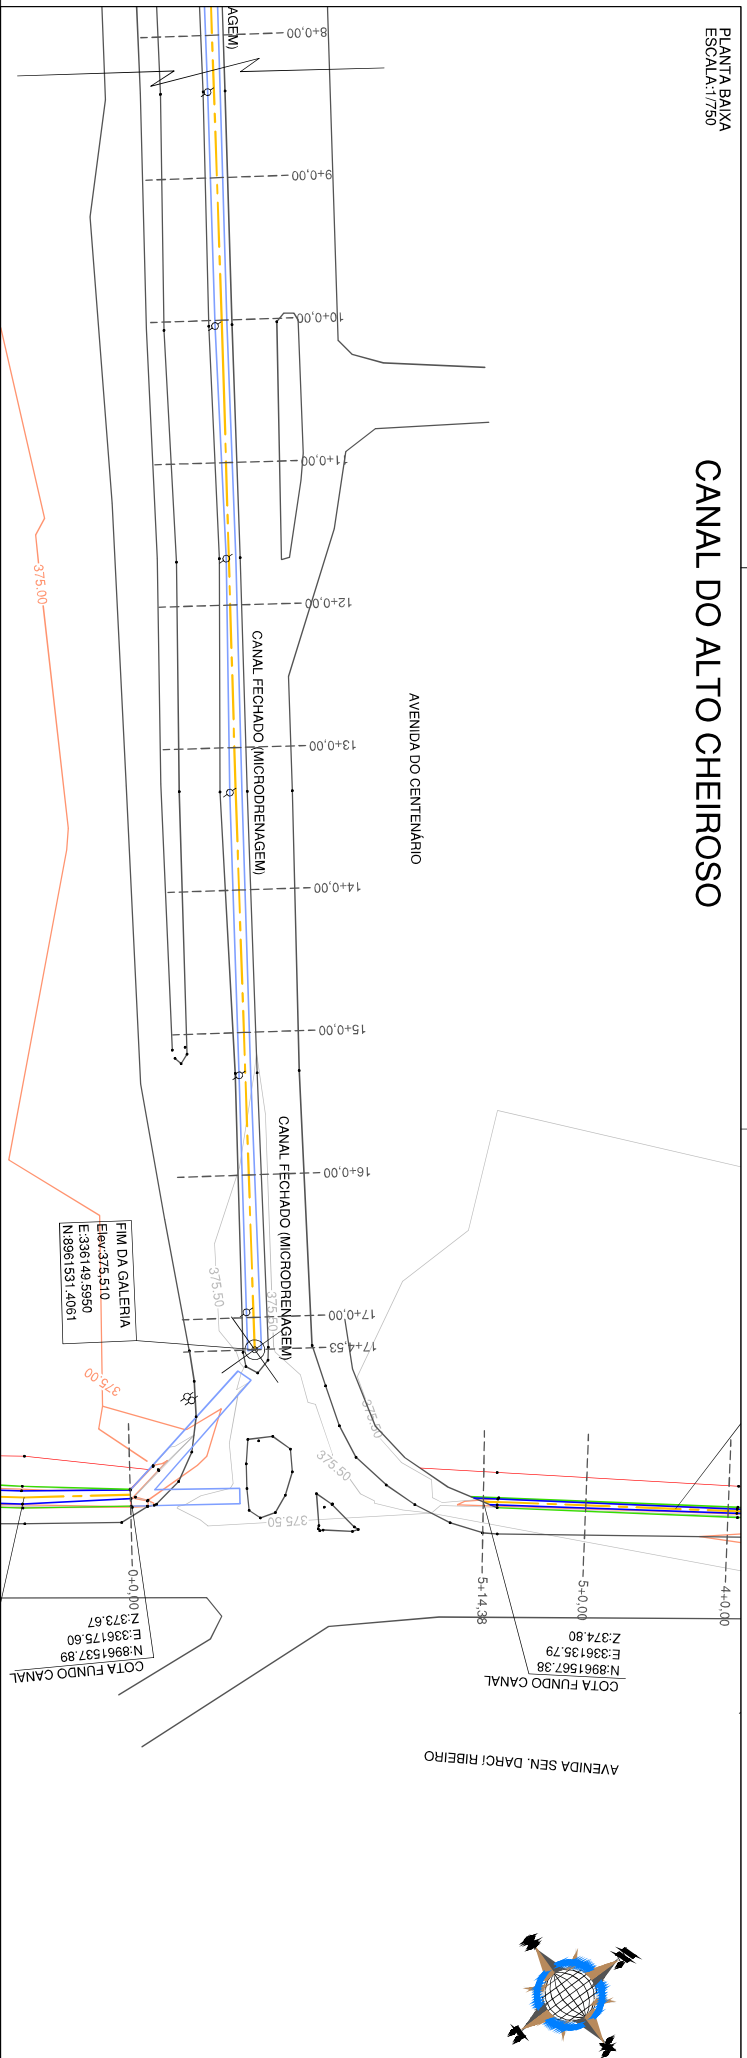 PLANTA BAIXA
ESCALA:1/750
CANAL DO ALTO CHEIROSO
AVENIDA DO CENTENÁRIO
AGEM)
8+0,00
9+0,00
10+0,00
11+0,00
12+0,00
CANAL FECHADO (MICRODRENAGEM)
13+0,00
14+0,00
15+0,00
CANAL FECHADO (MICRODRENAGEM)
16+0,00
17+0,00
17+4,53
375.00
375.50
375.50
375.50
375.50
375.50
375.00
FIM DA GALERIA
Elev:375,510
E:336149.5950
N:8961531.4061
0+0,00
COTA FUNDO CANAL
N:8961537.89
E:336175.60
Z:373.67
5+14,38
5+0,00
4+0,00
COTA FUNDO CANAL
N:8961567.38
E:336135.79
Z:374.80
AVENIDA SEN. DARCÍ RIBEIRO